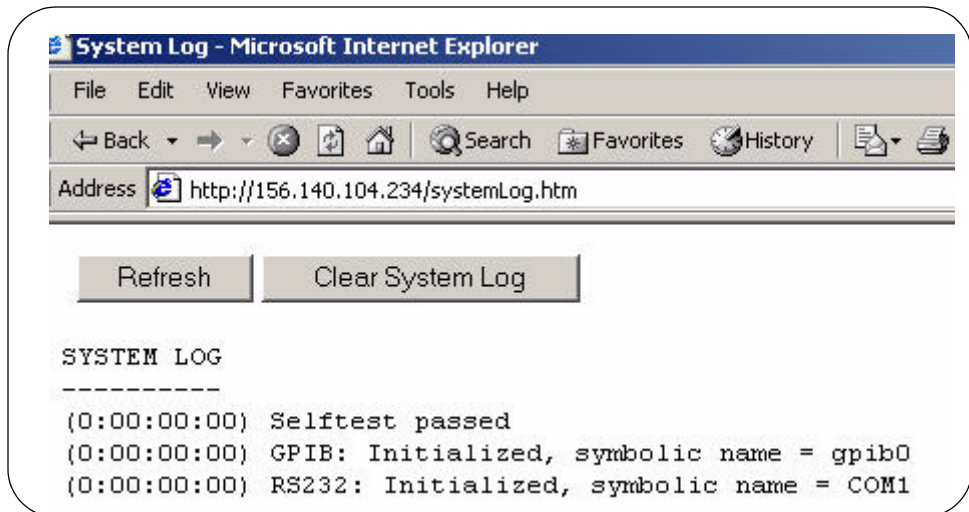 System Log - Microsoft Internet Explorer
File Edit View Favorites Tools Help
Back Search Favorites History
Address http://156.140.104.234/systemLog.htm
Refresh Clear System Log
SYSTEM LOG
----------
(0:00:00:00) Selftest passed
(0:00:00:00) GPIB: Initialized, symbolic name = gpib0
(0:00:00:00) RS232: Initialized, symbolic name = COM1